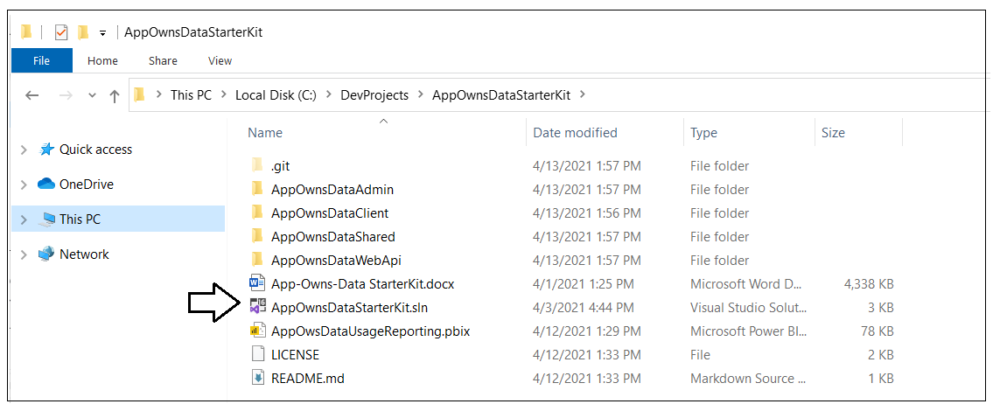 AppOwnsDataStarterKit
File Home Share View
This PC Local Disk (C:) DevProjects AppOwnsDataStarterKit
Name Date modified Type Size
Quick access
OneDrive
This PC
Network
.git 4/13/2021 1:57 PM File folder
AppOwnsDataAdmin 4/13/2021 1:57 PM File folder
AppOwnsDataClient 4/13/2021 1:56 PM File folder
AppOwnsDataShared 4/13/2021 1:57 PM File folder
AppOwnsDataWebApi 4/13/2021 1:57 PM File folder
App-Owns-Data StarterKit.docx 4/1/2021 1:25 PM Microsoft Word D... 4,338 KB
AppOwnsDataStarterKit.sln 4/3/2021 4:44 PM Visual Studio Solut... 3 KB
AppOwsDataUsageReporting.pbix 4/12/2021 1:29 PM Microsoft Power BI... 78 KB
LICENSE 4/12/2021 1:33 PM File 2 KB
README.md 4/12/2021 1:33 PM Markdown Source ... 1 KB